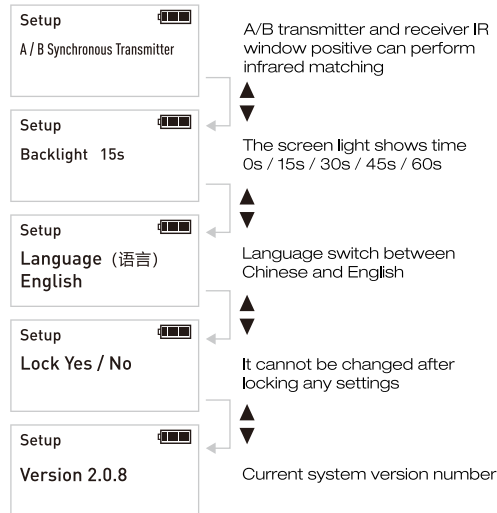 Setup
A / B Synchronous Transmitter
A/B transmitter and receiver IR
window positive can perform
infrared matching
Setup
Backlight 15s
The screen light shows time
0s / 15s / 30s / 45s / 60s
Setup
Language (语言)
English
Language switch between
Chinese and English
Setup
Lock Yes / No
It cannot be changed after
locking any settings
Setup
Version 2.0.8
Current system version number